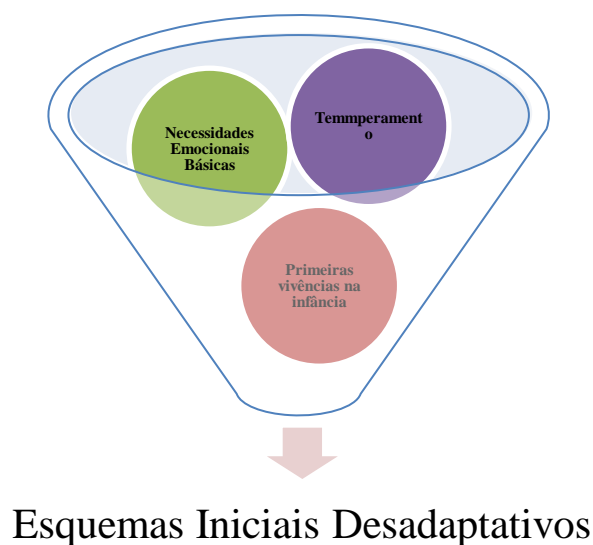 Necessidades
Emocionais
Básicas
Temmperament
o
Primeiras
vivências na
infância
Esquemas Iniciais Desadaptativos